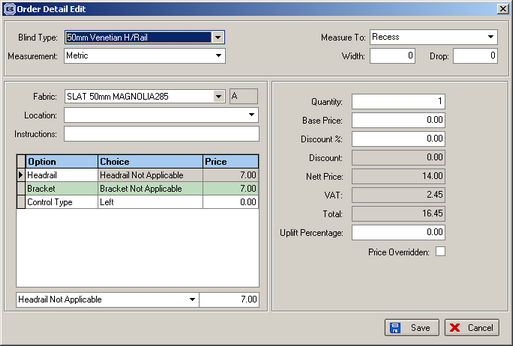 Order Detail Edit
Blind Type: 50mm Venetian H/Rail
Measure To: Recess
Measurement: Metric
Width: 0 Drop: 0
Fabric: SLAT 50mm MAGNOLIA285 A
Location:
Instructions:
Option Choice Price
Headrail Headrail Not Applicable 7.00
Bracket Bracket Not Applicable 7.00
Control Type Left 0.00
Headrail Not Applicable 7.00
Quantity: 1
Base Price: 0.00
Discount %: 0.00
Discount: 0.00
Nett Price: 14.00
VAT: 2.45
Total: 16.45
Uplift Percentage: 0.00
Price Overridden:
Save Cancel